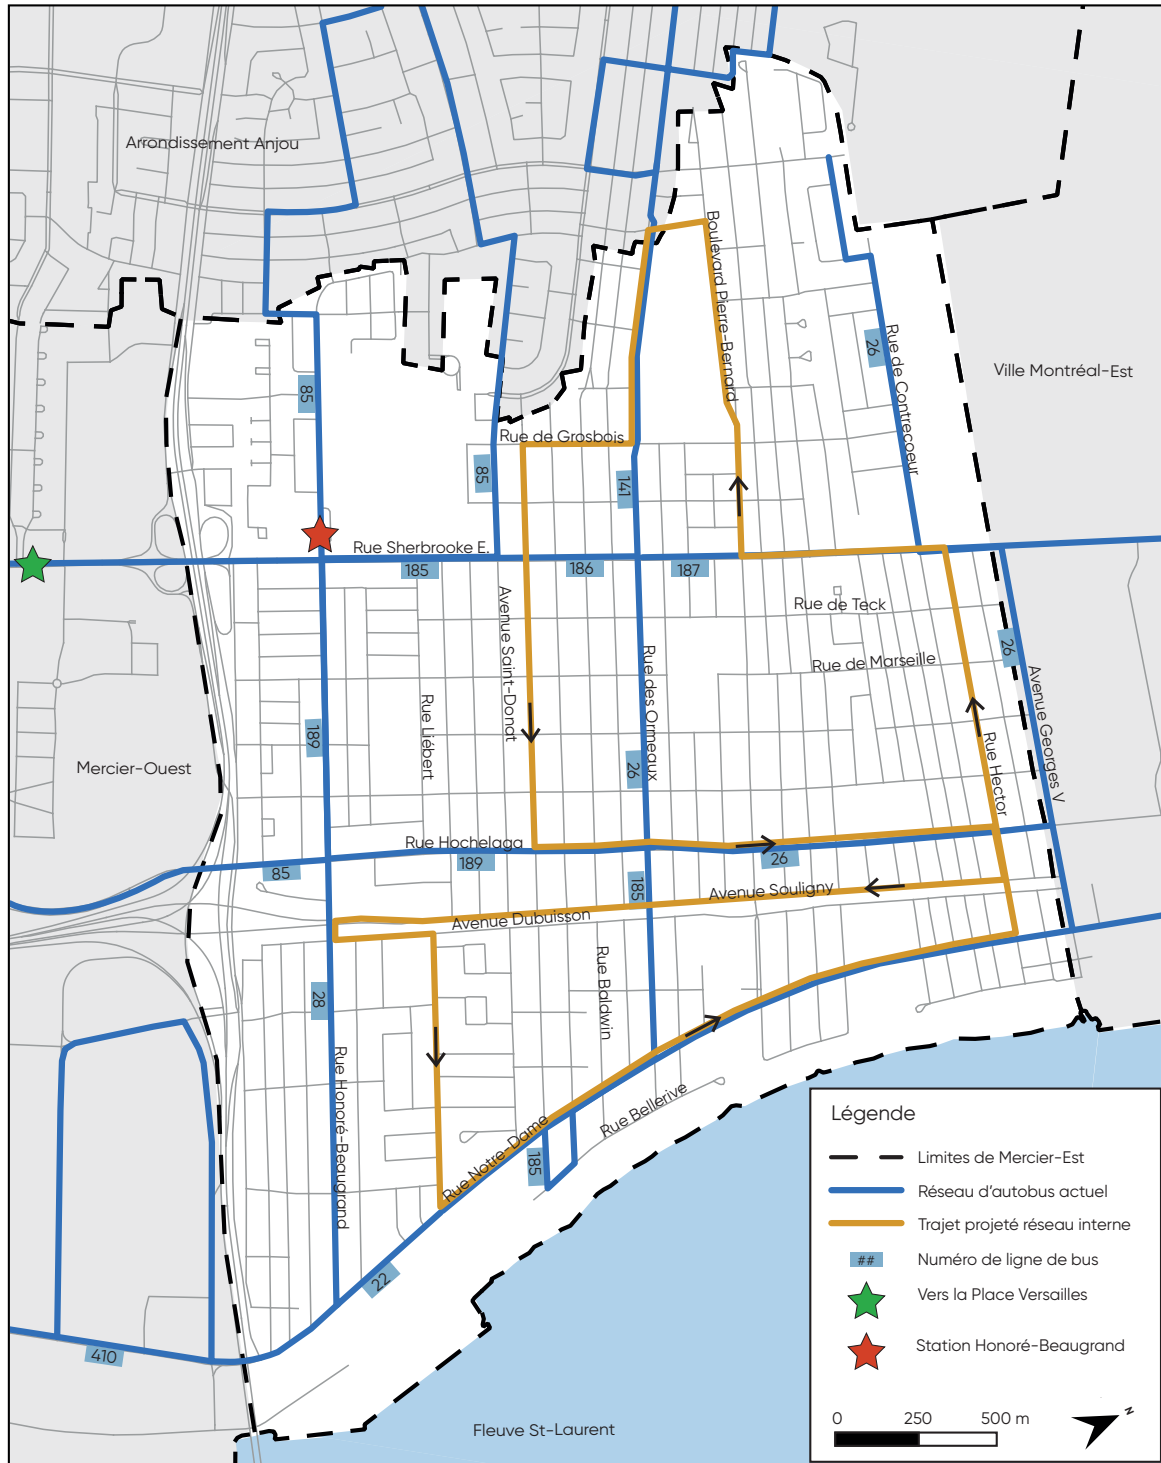 Arrondissement Anjou
Boulevard Pierre-Bernard
Ville Montréal-Est
26
Rue de Contrecoeur
85
Rue de Grosbois
85
141
Rue Sherbrooke E.
185
186
187
Avenue Saint-Donat
Rue de Teck
Rue des Ormeaux
Rue de Marseille
26
Avenue Georges V
Rue Liébert
189
Mercier-Ouest
26
Rue Hector
Rue Hochelaga
189
26
85
185
Avenue Souligny
Avenue Dubuisson
Rue Baldwin
28
Rue Honoré-Beaugrand
Rue Bellerive
Rue Notre-Dame
185
22
410
Fleuve St-Laurent
Légende
Limites de Mercier-Est
Réseau d'autobus actuel
Trajet projeté réseau interne
## Numéro de ligne de bus
Vers la Place Versailles
Station Honoré-Beaugrand
0 250 500 m
N